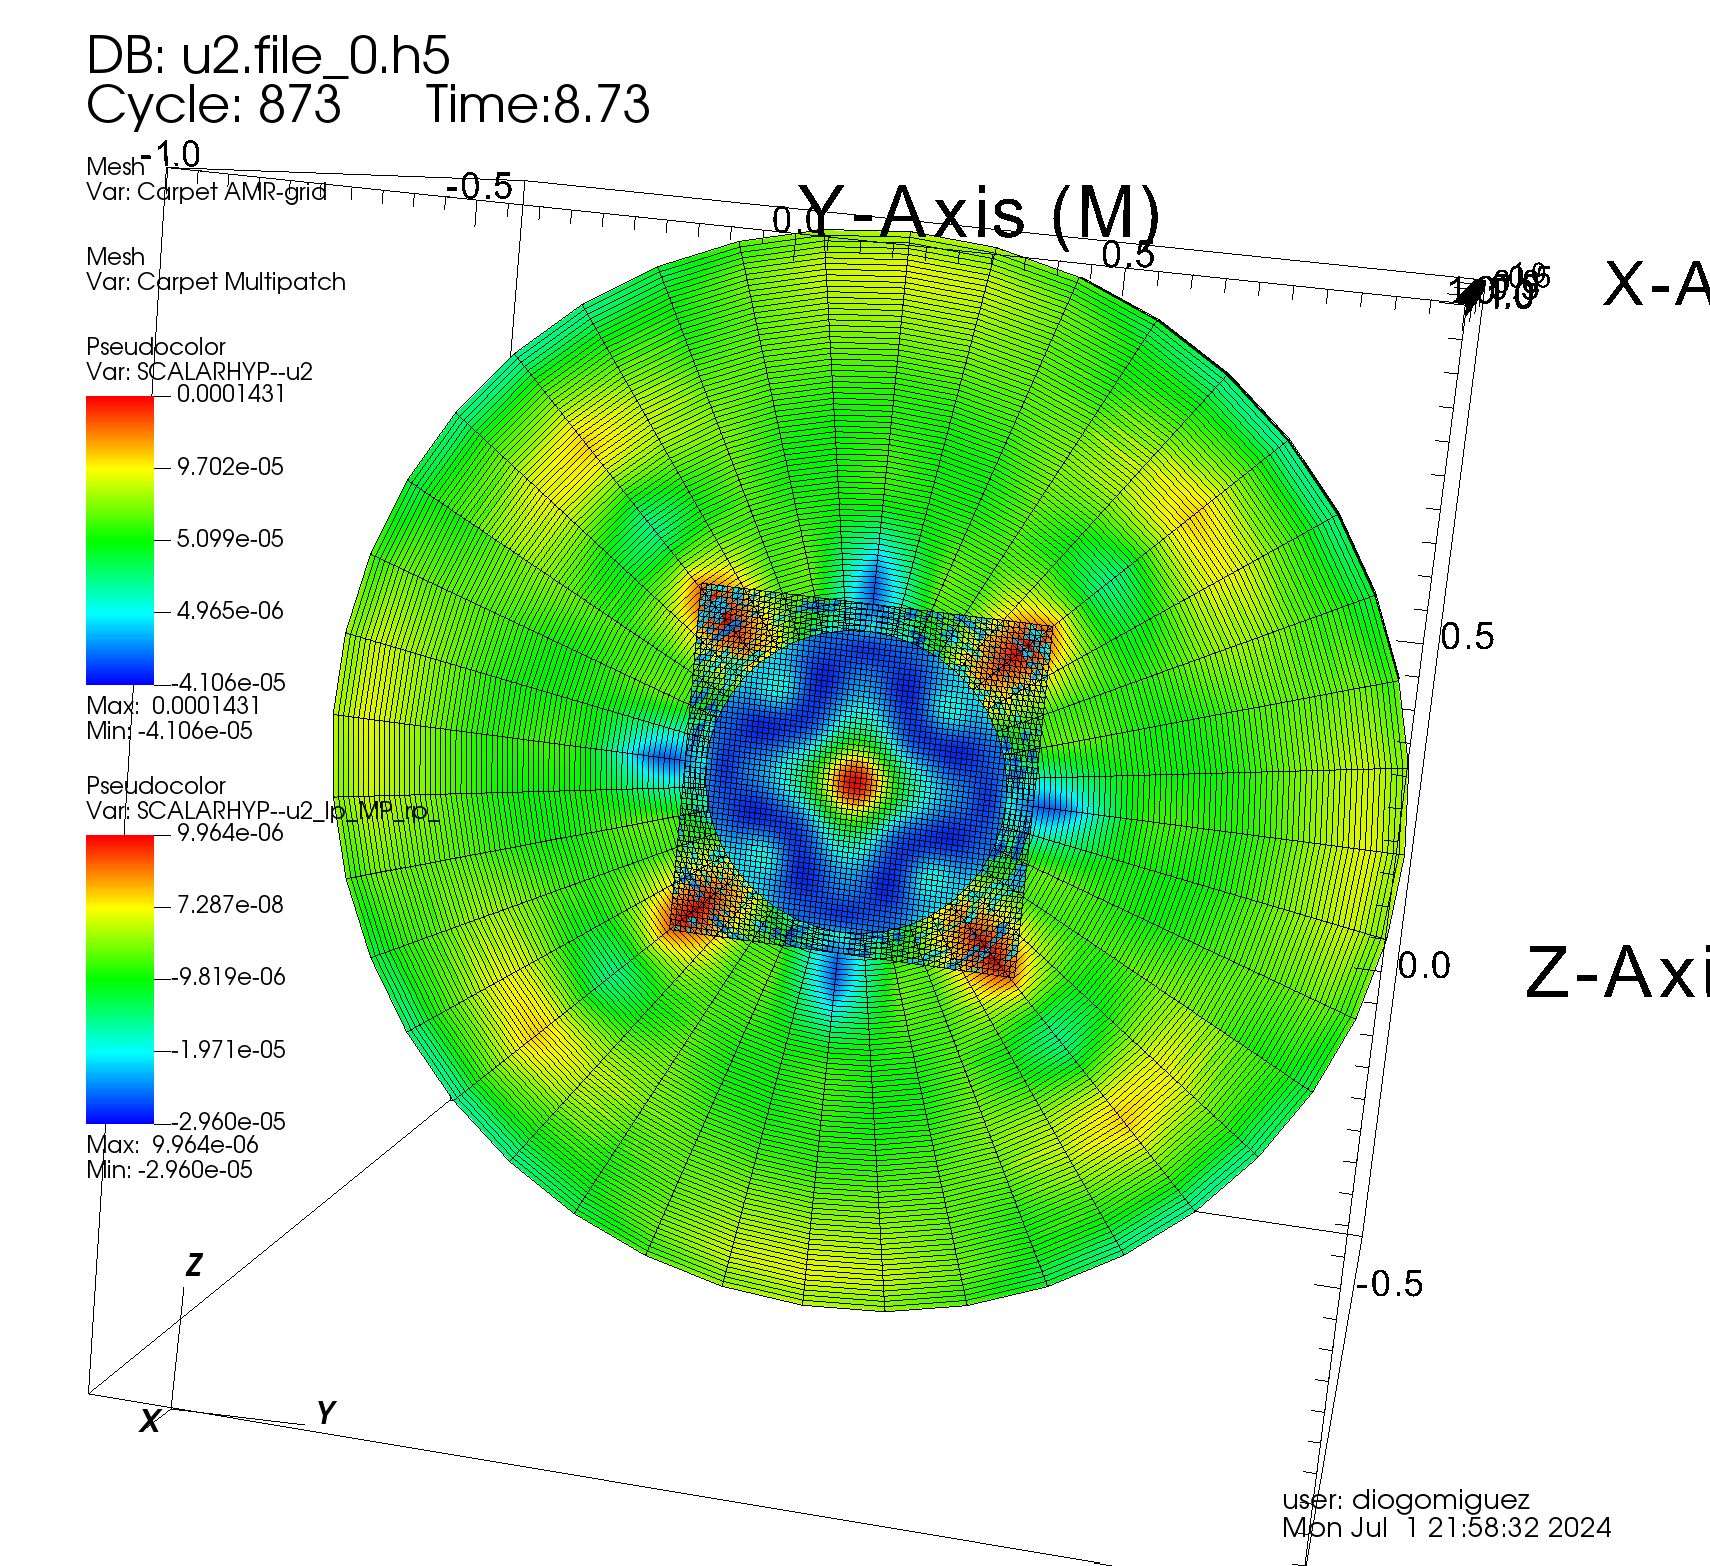 DB: u2.file_0.h5
Cycle: 873 Time:8.73
Mesh
Var: Carpet AMR-grid
Mesh
Var: Carpet Multipatch
Pseudocolor
Var: SCALARHYP--u2
0.0001431
9.702e-05
5.099e-05
4.965e-06
-4.106e-05
Max: 0.0001431
Min: -4.106e-05
Pseudocolor
Var: SCALARHYP--u2_lp_MP_rp_
9.964e-06
7.287e-08
-9.819e-06
-1.971e-05
-2.960e-05
Max: 9.964e-06
Min: -2.960e-05
-1.0
-0.5
0.0
Y-Axis (M)
0.5
X-A
0.5
0.0
Z-Axi
-0.5
Z
Y
X
user: diogomiguez
Mon Jul 1 21:58:32 2024